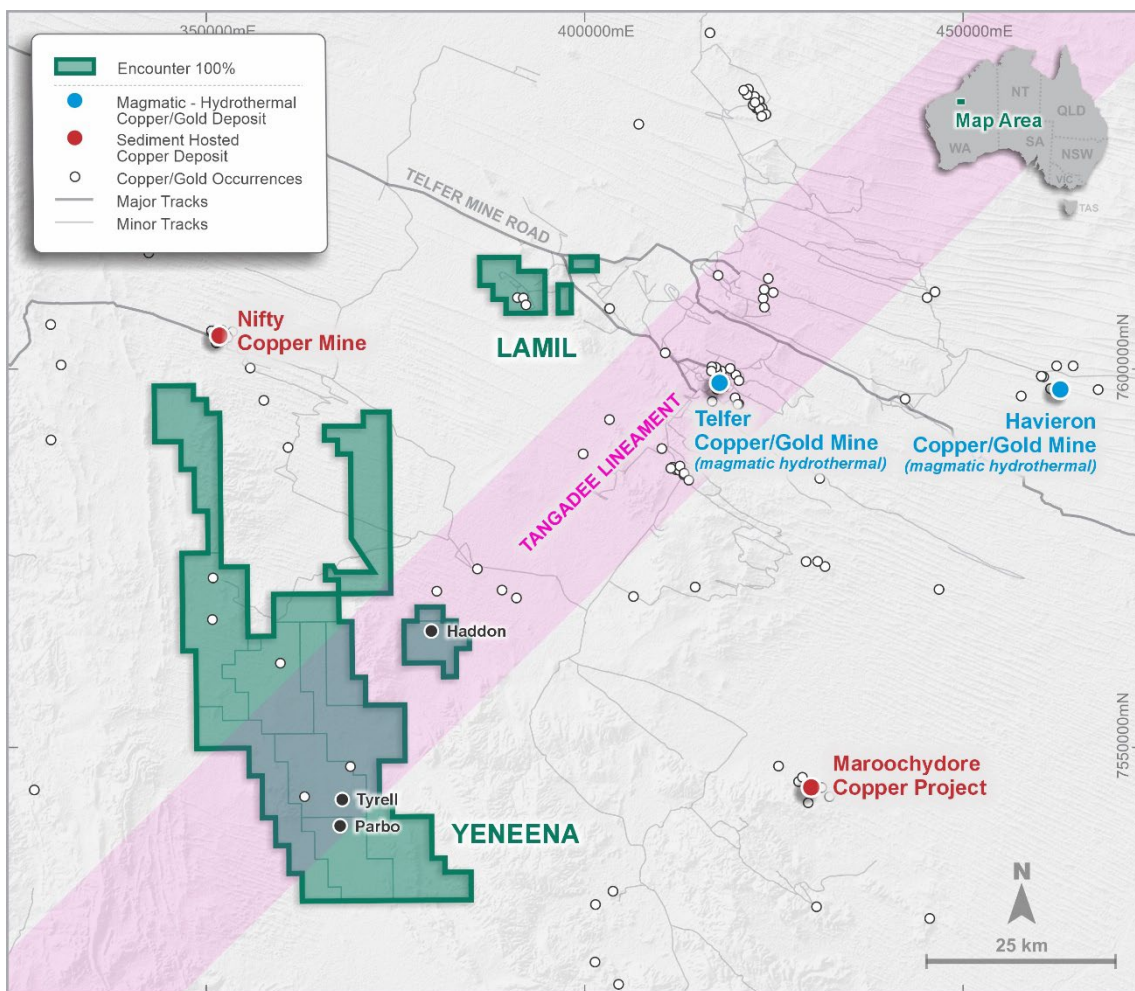 350000mE
400000mE
450000mE
Encounter 100%
Magmatic - Hydrothermal
Copper/Gold Deposit
Sediment Hosted
Copper Deposit
Copper/Gold Occurrences
Major Tracks
Minor Tracks
Map Area
WA
NT
SA
QLD
NSW
VIC
TAS
TELFER MINE ROAD
Nifty
Copper Mine
LAMIL
7600000mN
Telfer
Copper/Gold Mine
(magmatic hydrothermal)
Havieron
Copper/Gold Mine
(magmatic hydrothermal)
TANGADEE LINEAMENT
Haddon
7550000mN
Maroochydore
Copper Project
Tyrell
Parbo
YENEENA
N
25 km